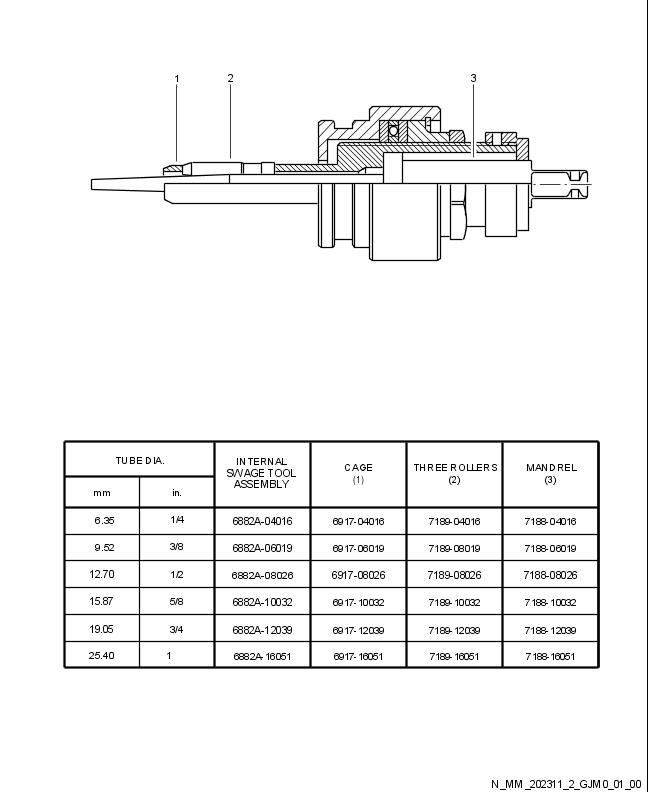 1 2 3
TUBE DIA. INTERNAL SWAGE TOOL ASSEMBLY CAGE (1) THREE ROLLERS (2) MANDREL (3)
mm in.
6.35 1/4 6882A-04016 6917-04016 7189-04016 7188-04016
9.52 3/8 6882A-06019 6917-06019 7189-08019 7188-06019
12.70 1/2 6882A-08026 6917-08026 7189-08026 7188-08026
15.87 5/8 6882A-10032 6917-10032 7189-10032 7188-10032
19.05 3/4 6882A-12039 6917-12039 7189-12039 7188-12039
25.40 1 6882A-16051 6917-16051 7189-16051 7188-16051
N_MM_202311_2_GJM0_01_00